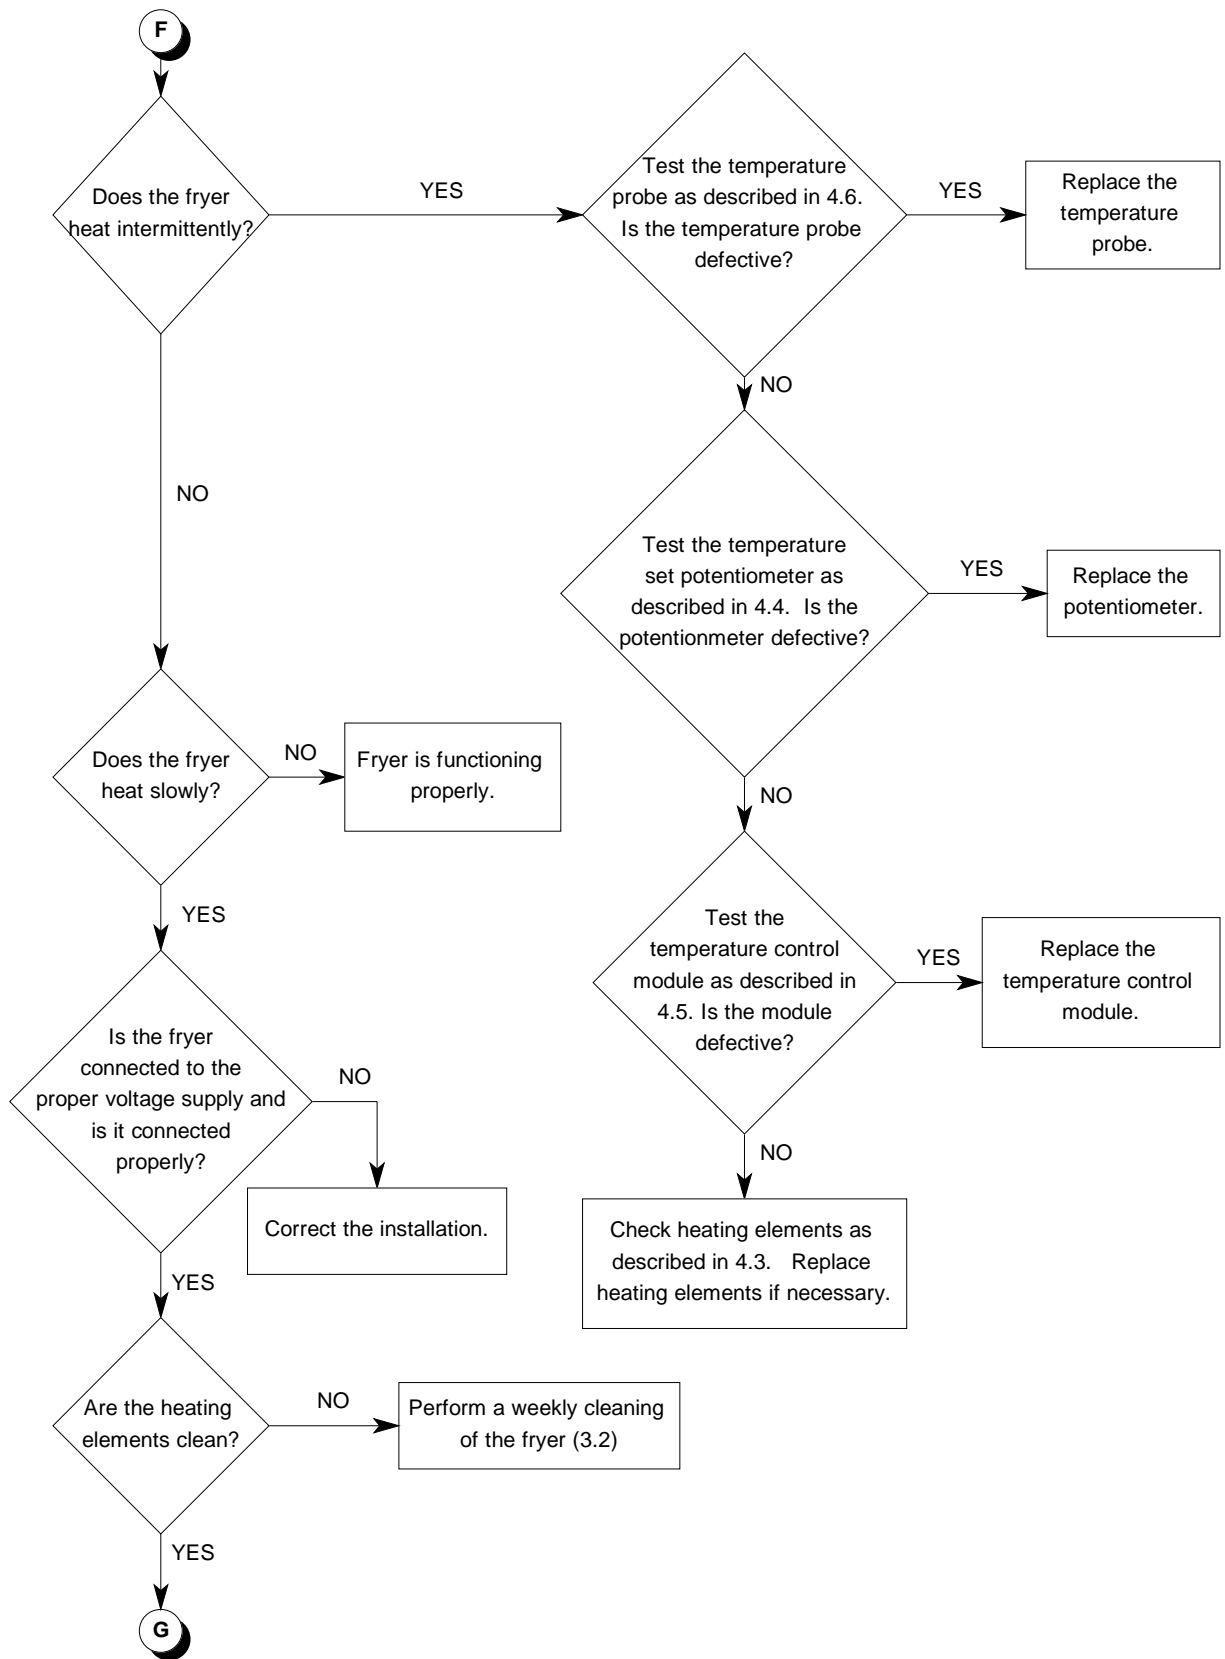 F
Does the fryer
heat intermittently?
YES
Test the temperature
probe as described in 4.6.
Is the temperature probe
defective?
YES
Replace the
temperature
probe.
NO
NO
Test the temperature
set potentiometer as
described in 4.4.  Is the
potentionmeter defective?
YES
Replace the
potentiometer.
Does the fryer
heat slowly?
NO
Fryer is functioning
properly.
NO
YES
Test the
temperature control
module as described in
4.5. Is the module
defective?
YES
Replace the
temperature control
module.
Is the fryer
connected to the
proper voltage supply and
is it connected
properly?
NO
Correct the installation.
NO
Check heating elements as
described in 4.3.   Replace
heating elements if necessary.
YES
Are the heating
elements clean?
NO
Perform a weekly cleaning
of the fryer (3.2)
YES
G